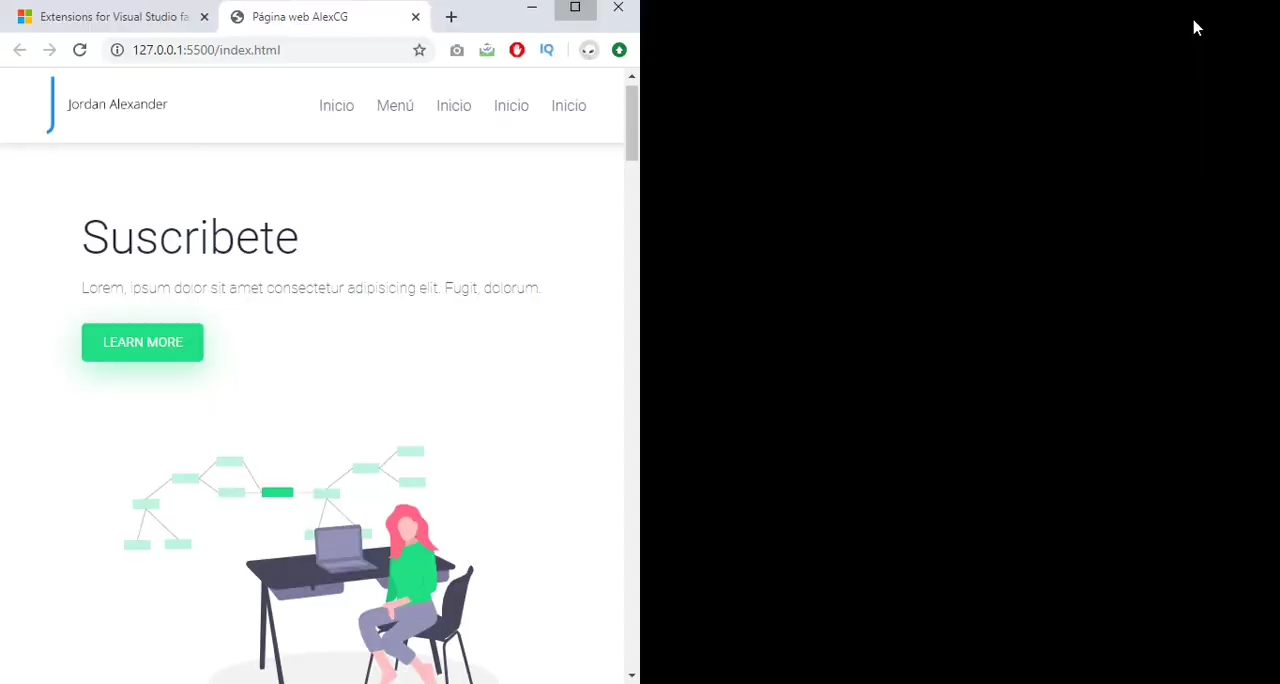 Extensions for Visual Studio fa
Página web AlexCG
127.0.0.1:5500/index.html
IQ
Jordan Alexander
Inicio
Menú
Inicio
Inicio
Inicio
Suscribete
Lorem, ipsum dolor sit amet consectetur adipisicing elit. Fugit, dolorum.
LEARN MORE